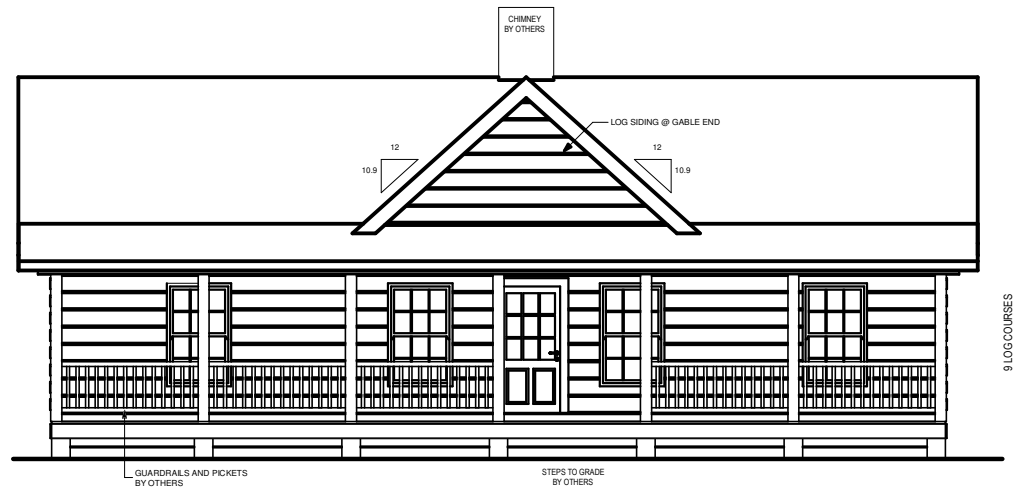 CHIMNEY
BY OTHERS
LOG SIDING @ GABLE END
12
10.9
12
10.9
9 LOG COURSES
GUARDRAILS AND PICKETS
BY OTHERS
STEPS TO GRADE
BY OTHERS